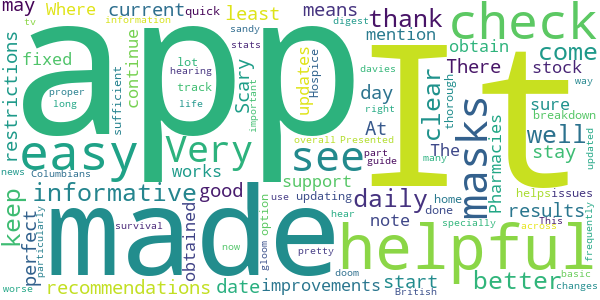 may
Where
current
least
means
thank
check
tv
information
quick
sandy
Hospice
digest
mention
davies
obtain
come
restrictions
fixed
continue
sufficient
lot
hearing
track
proper
long
life
stats
important
Scary
updates
day
right
clear
thorough
There
stock
way
app
It
easy
Very
works
see
At
The
masks
Pharmacies
well
sure
breakdown
stay
updated
news
Columbians
overall
Presented
part
guide
many
informative
good
support
use
updating
daily
home
results
helps
issues
keep
perfect
particularly
made
obtained
option
hear
note
done
specially
This
across
frequently
survival
now
gloom
pretty
doom
helpful
start
better
basic
changes
worse
recommendations
date
improvements
British